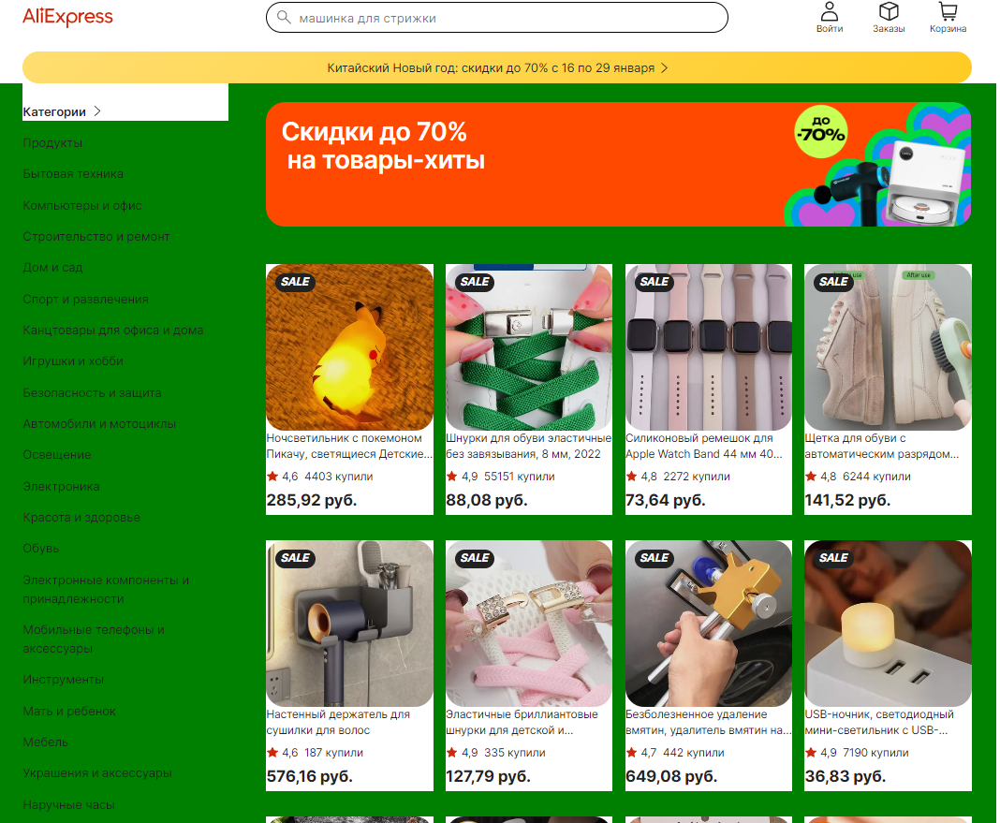 AliExpress
машинка для стрижки
Войти
Заказы
Корзина
Китайский Новый год: скидки до 70% с 16 по 29 января
Категории
Продукты
Бытовая техника
Компьютеры и офис
Строительство и ремонт
Дом и сад
Спорт и развлечения
Канцтовары для офиса и дома
Игрушки и хобби
Безопасность и защита
Автомобили и мотоциклы
Освещение
Электроника
Красота и здоровье
Обувь
Электронные компоненты и
принадлежности
Мобильные телефоны и
аксессуары
Инструменты
Мать и ребенок
Мебель
Украшения и аксессуары
Наручные часы
Скидки до 70%
на товары-хиты
до
-70%
SALE
Ночсветильник с покемоном
Пикачу, светящиеся Детские...
4,6 4403 купили
285,92 руб.
SALE
Шнурки для обуви эластичные
без завязывания, 8 мм, 2022
4,9 55151 купили
88,08 руб.
SALE
Силиконовый ремешок для
Apple Watch Band 44 мм 40...
4,8 2272 купили
73,64 руб.
SALE
use
After use
Щетка для обуви с
автоматическим разрядом...
4,8 6244 купили
141,52 руб.
SALE
Настенный держатель для
сушилки для волос
4,6 187 купили
576,16 руб.
SALE
Эластичные бриллиантовые
шнурки для детской и...
4,9 335 купили
127,79 руб.
SALE
Безболезненное удаление
вмятин, удалитель вмятин на...
4,7 442 купили
649,08 руб.
SALE
USB-ночник, светодиодный
мини-светильник с USB-...
4,9 7190 купили
36,83 руб.